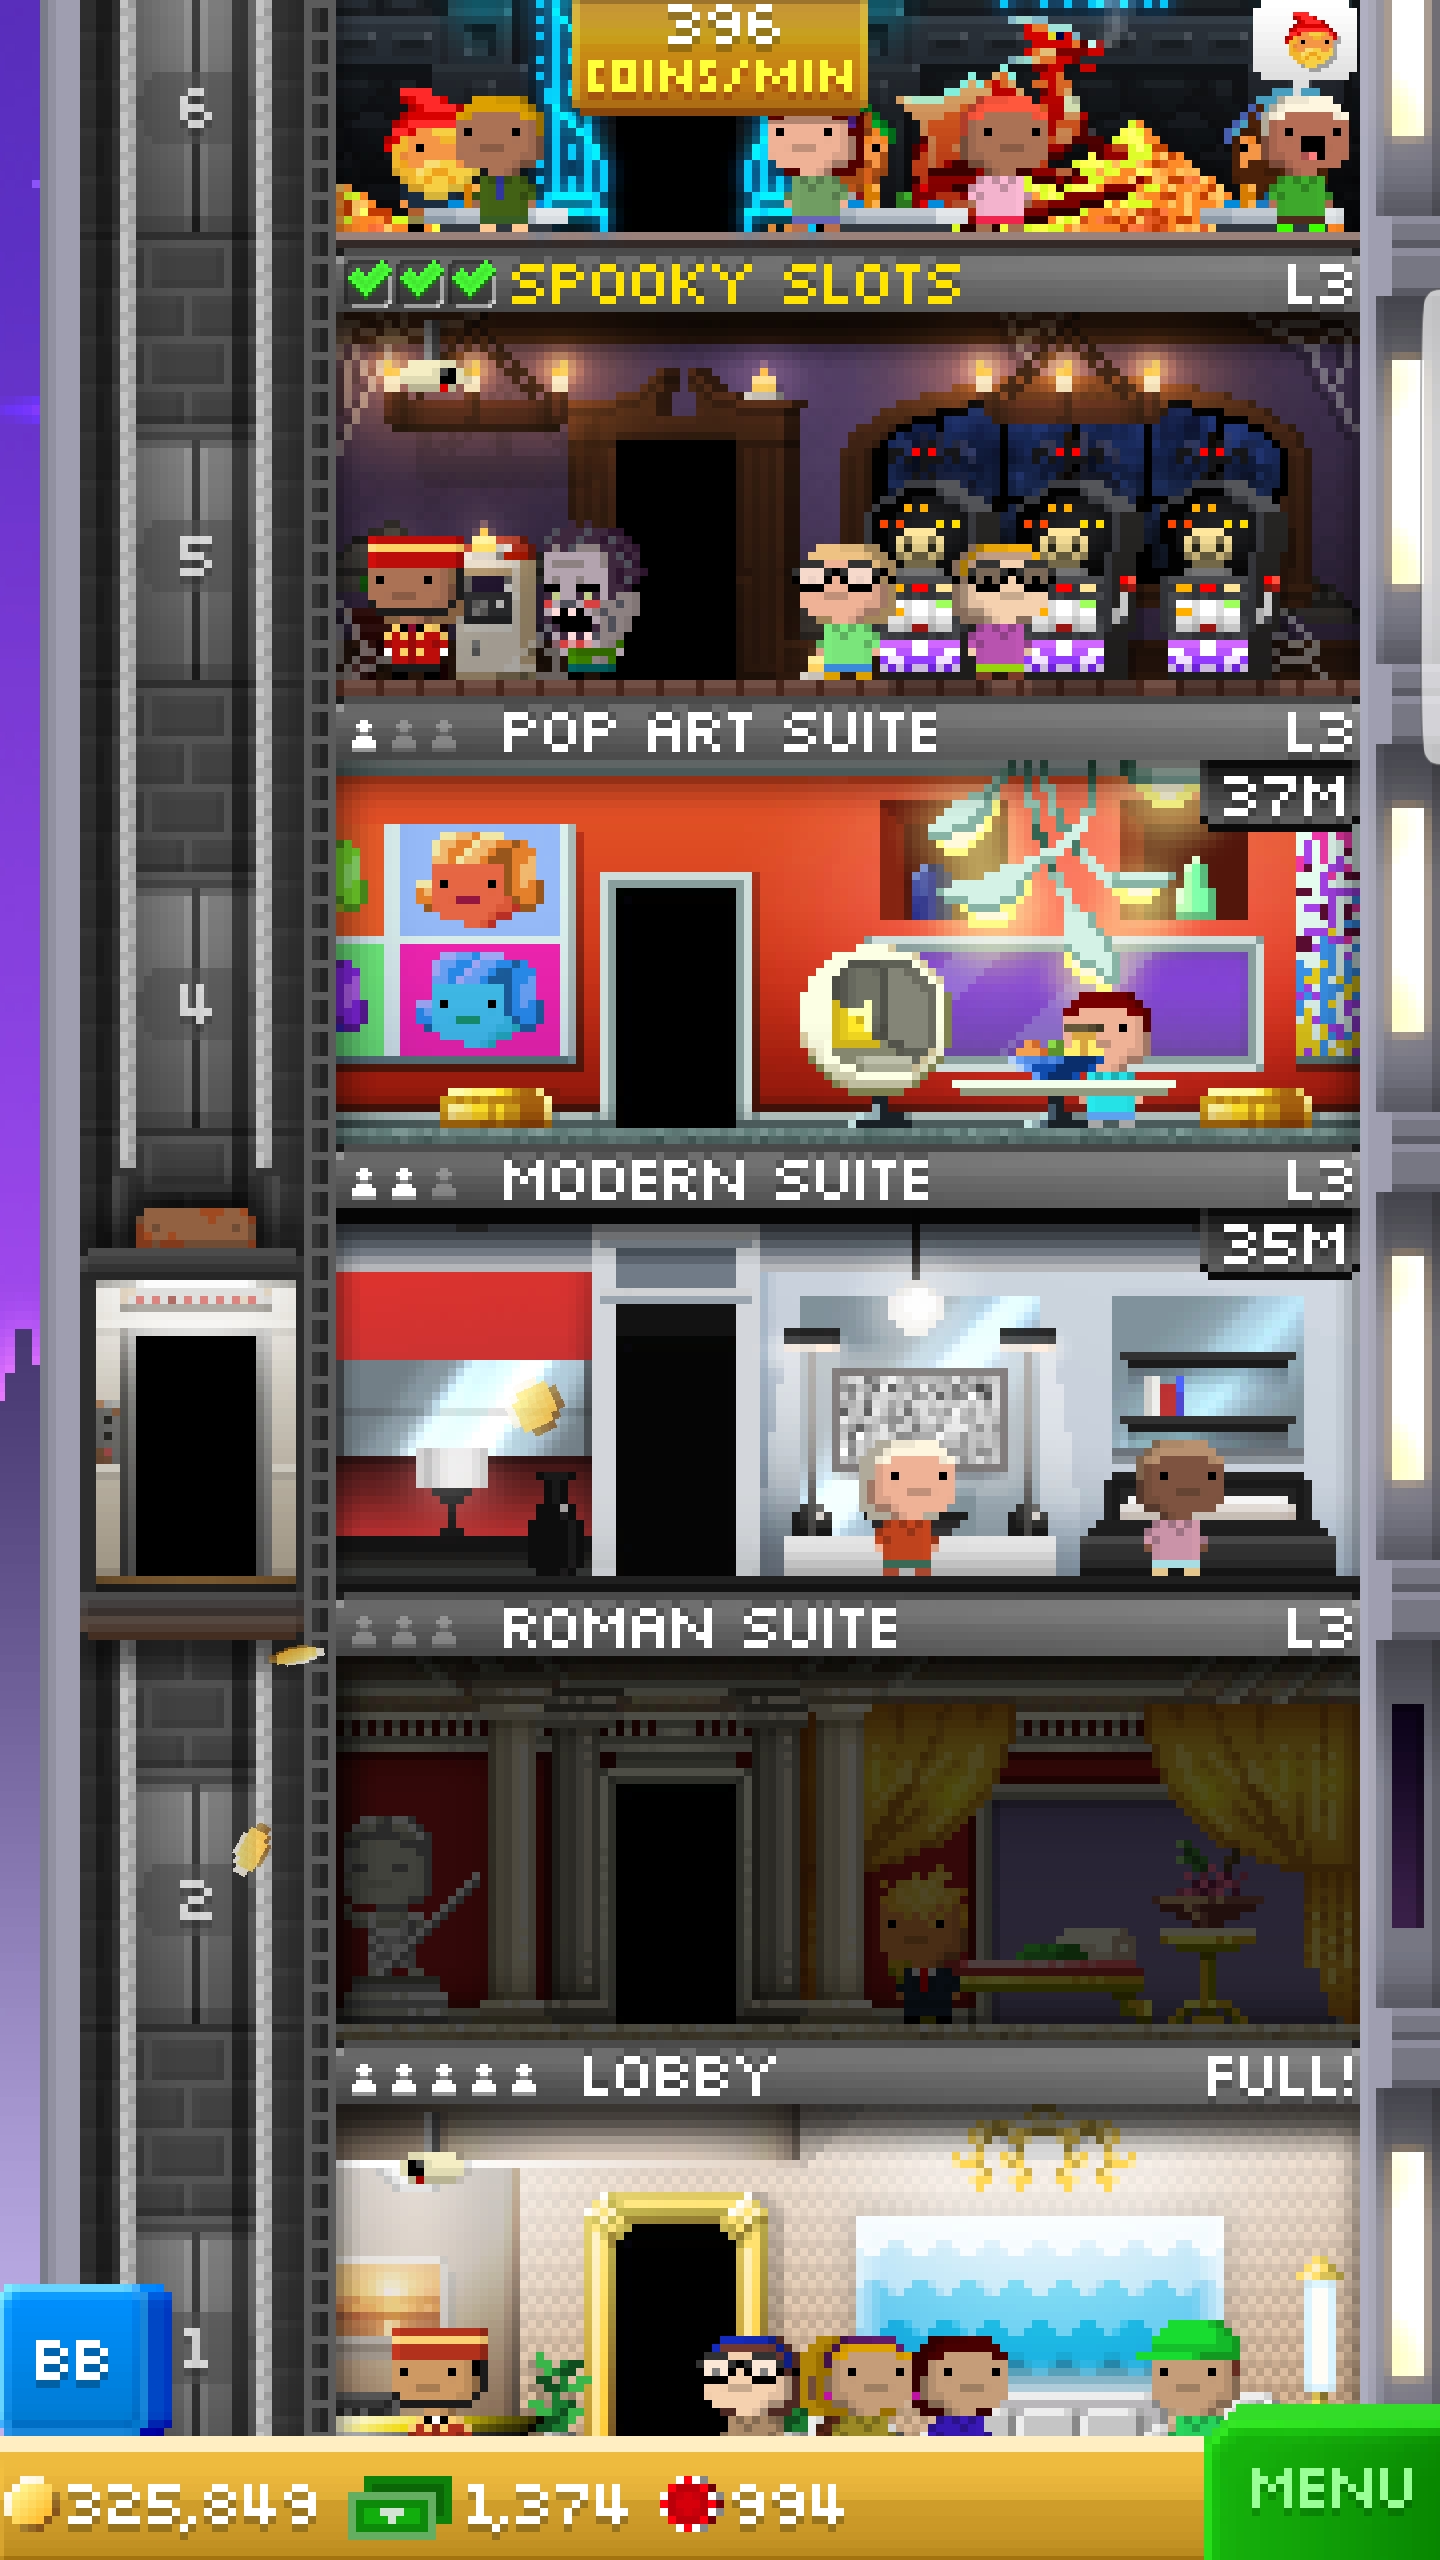 396
COINS/MIN
6
SPOOKY SLOTS L3
5
POP ART SUITE L3
37M
4
MODERN SUITE L3
35M
ROMAN SUITE L3
2
LOBBY FULL!
1
BB
325,849 1,374 994
MENU